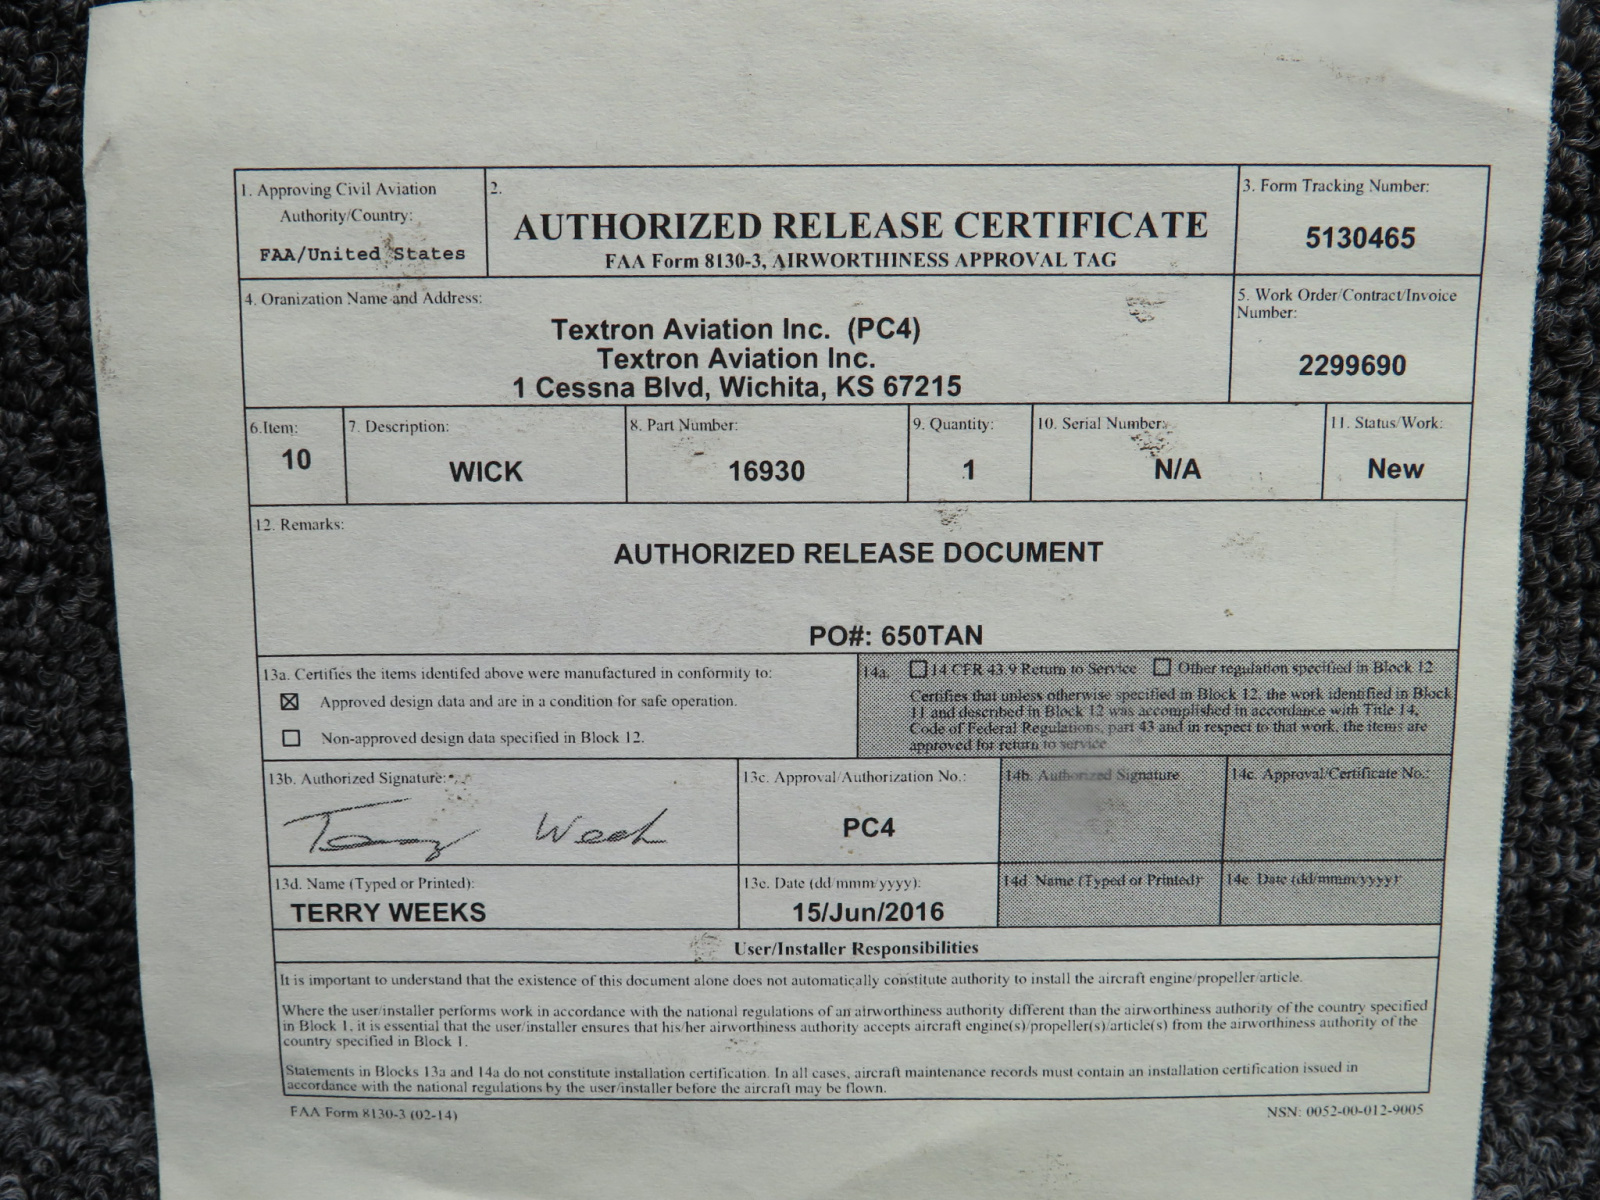 1. Approving Civil Aviation
Authority/Country:
FAA/United States
2.
AUTHORIZED RELEASE CERTIFICATE
FAA Form 8130-3, AIRWORTHINESS APPROVAL TAG
3. Form Tracking Number:
5130465
4. Oranization Name and Address:
Textron Aviation Inc. (PC4)
Textron Aviation Inc.
1 Cessna Blvd, Wichita, KS 67215
5. Work Order/Contract/Invoice
Number:
2299690
6.Item:
10
7. Description:
WICK
8. Part Number:
16930
9. Quantity:
1
10. Serial Number:
N/A
11. Status/Work:
New
12. Remarks:
AUTHORIZED RELEASE DOCUMENT
PO#: 650TAN
13a. Certifies the items identifed above were manufactured in conformity to:
Approved design data and are in a condition for safe operation.
Non-approved design data specified in Block 12.
14a. 14 CFR 43.9 Return to Service Other regulation specified in Block 12
Certifies that unless otherwise specified in Block 12, the work identified in Block
11 and described in Block 12 was accomplished in accordance with Title 14,
Code of Federal Regulations, part 43 and in respect to that work, the items are
approved for return to service
13b. Authorized Signature:
Terry Weeks
13c. Approval/Authorization No.:
PC4
14b. Authorized Signature
14c. Approval/Certificate No.:
13d. Name (Typed or Printed):
TERRY WEEKS
13e. Date (dd/mmm/yyyy):
15/Jun/2016
14d. Name (Typed or Printed)
14e. Date (dd/mmm/yyyy)
User/Installer Responsibilities
It is important to understand that the existence of this document alone does not automatically constitute authority to install the aircraft engine/propeller/article.
Where the user/installer performs work in accordance with the national regulations of an airworthiness authority different than the airworthiness authority of the country specified
in Block 1, it is essential that the user/installer ensures that his/her airworthiness authority accepts aircraft engine(s)/propeller(s)/article(s) from the airworthiness authority of the
country specified in Block 1.
Statements in Blocks 13a and 14a do not constitute installation certification. In all cases, aircraft maintenance records must contain an installation certification issued in
accordance with the national regulations by the user/installer before the aircraft may be flown.
FAA Form 8130-3 (02-14)
NSN: 0052-00-012-9005